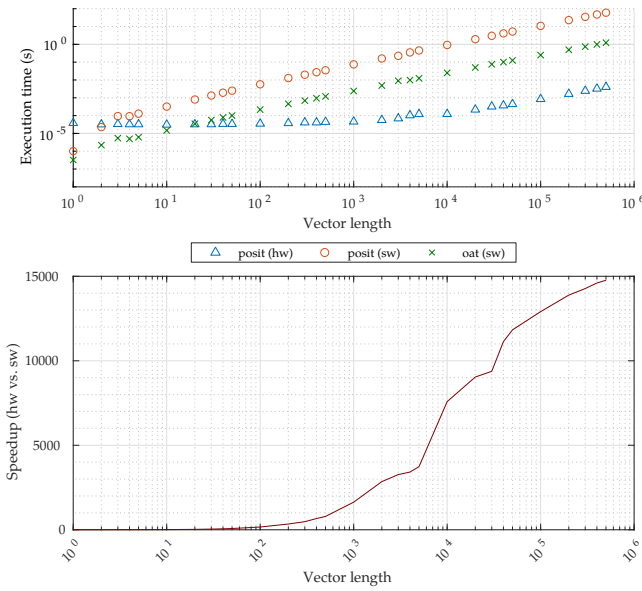 Execution time (s)
10^0
10^-5
10^0 10^1 10^2 10^3 10^4 10^5 10^6
Vector length
posit (hw) posit (sw) oat (sw)
Speedup (hw vs. sw)
15000
10000
5000
0
10^0 10^1 10^2 10^3 10^4 10^5 10^6
Vector length